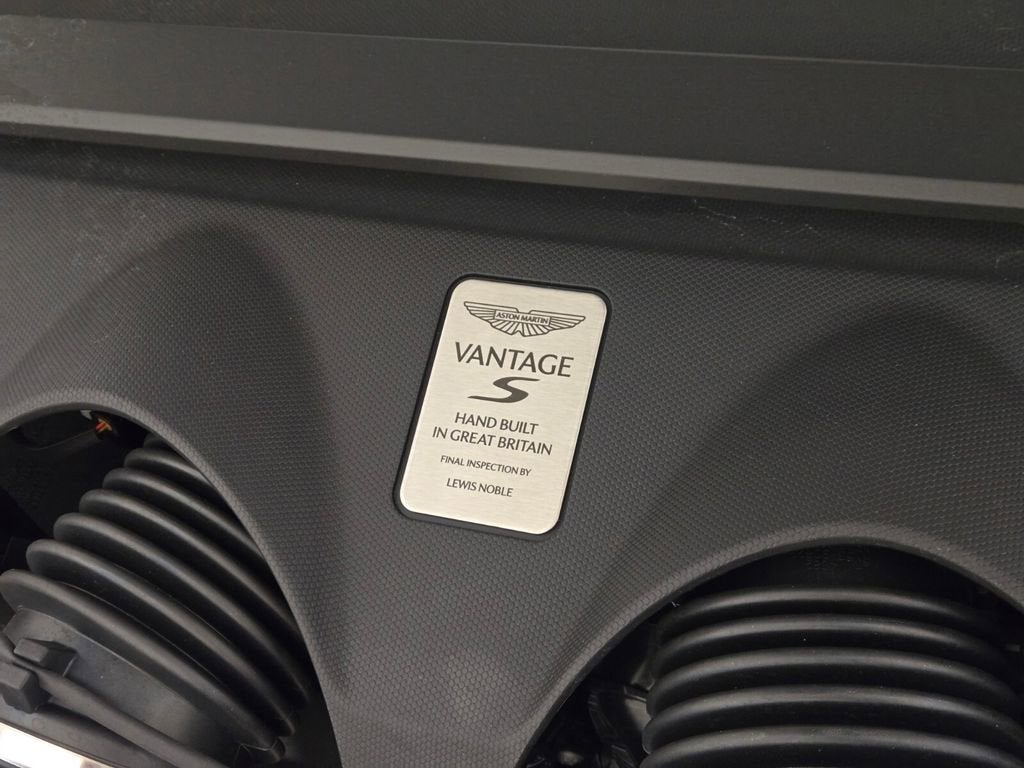 ASTON MARTIN
VANTAGE
S
HAND BUILT
IN GREAT BRITAIN
FINAL INSPECTION BY
LEWIS NOBLE